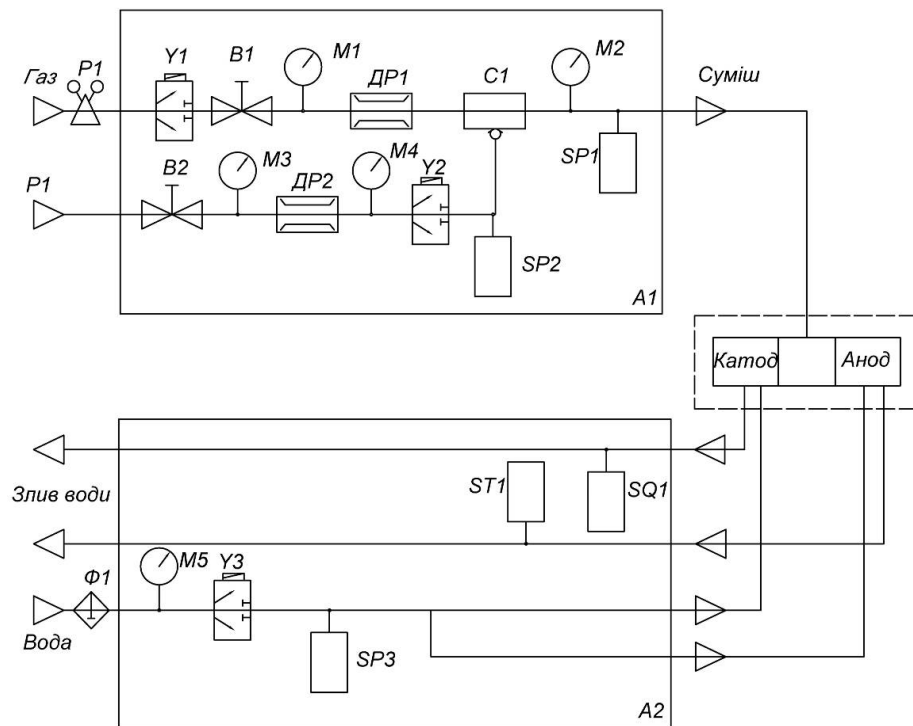 Газ
P1
Y1
B1
M1
ДР1
C1
M2
Суміш
SP1
P1
B2
M3
ДР2
M4
Y2
SP2
A1
Катод
Анод
Злив води
ST1
SQ1
Вода
Ф1
M5
Y3
SP3
A2